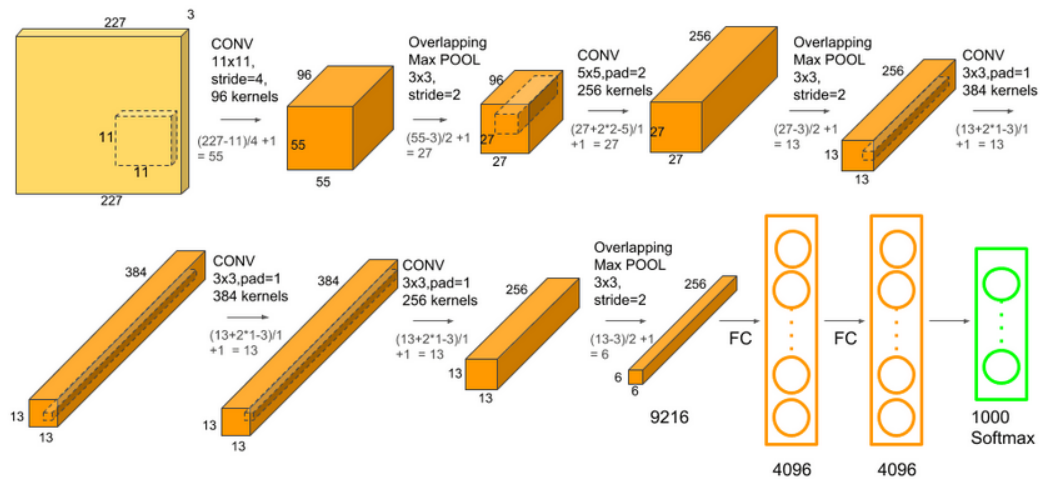 3
227
11
11
227
CONV
11x11,
stride=4,
96 kernels
(227-11)/4 +1
= 55
96
55
55
Overlapping
Max POOL
3x3,
stride=2
(55-3)/2 +1
= 27
96
27
27
CONV
5x5,pad=2
256 kernels
(27+2*2-5)/1
+1 = 27
256
27
27
Overlapping
Max POOL
3x3,
stride=2
(27-3)/2 +1
= 13
256
13
13
CONV
3x3,pad=1
384 kernels
(13+2*1-3)/1
+1 = 13
384
13
13
CONV
3x3,pad=1
384 kernels
(13+2*1-3)/1
+1 = 13
384
13
13
CONV
3x3,pad=1
256 kernels
(13+2*1-3)/1
+1 = 13
256
13
13
Overlapping
Max POOL
3x3,
stride=2
(13-3)/2 +1
= 6
256
6
6
9216
FC
4096
FC
4096
1000
Softmax